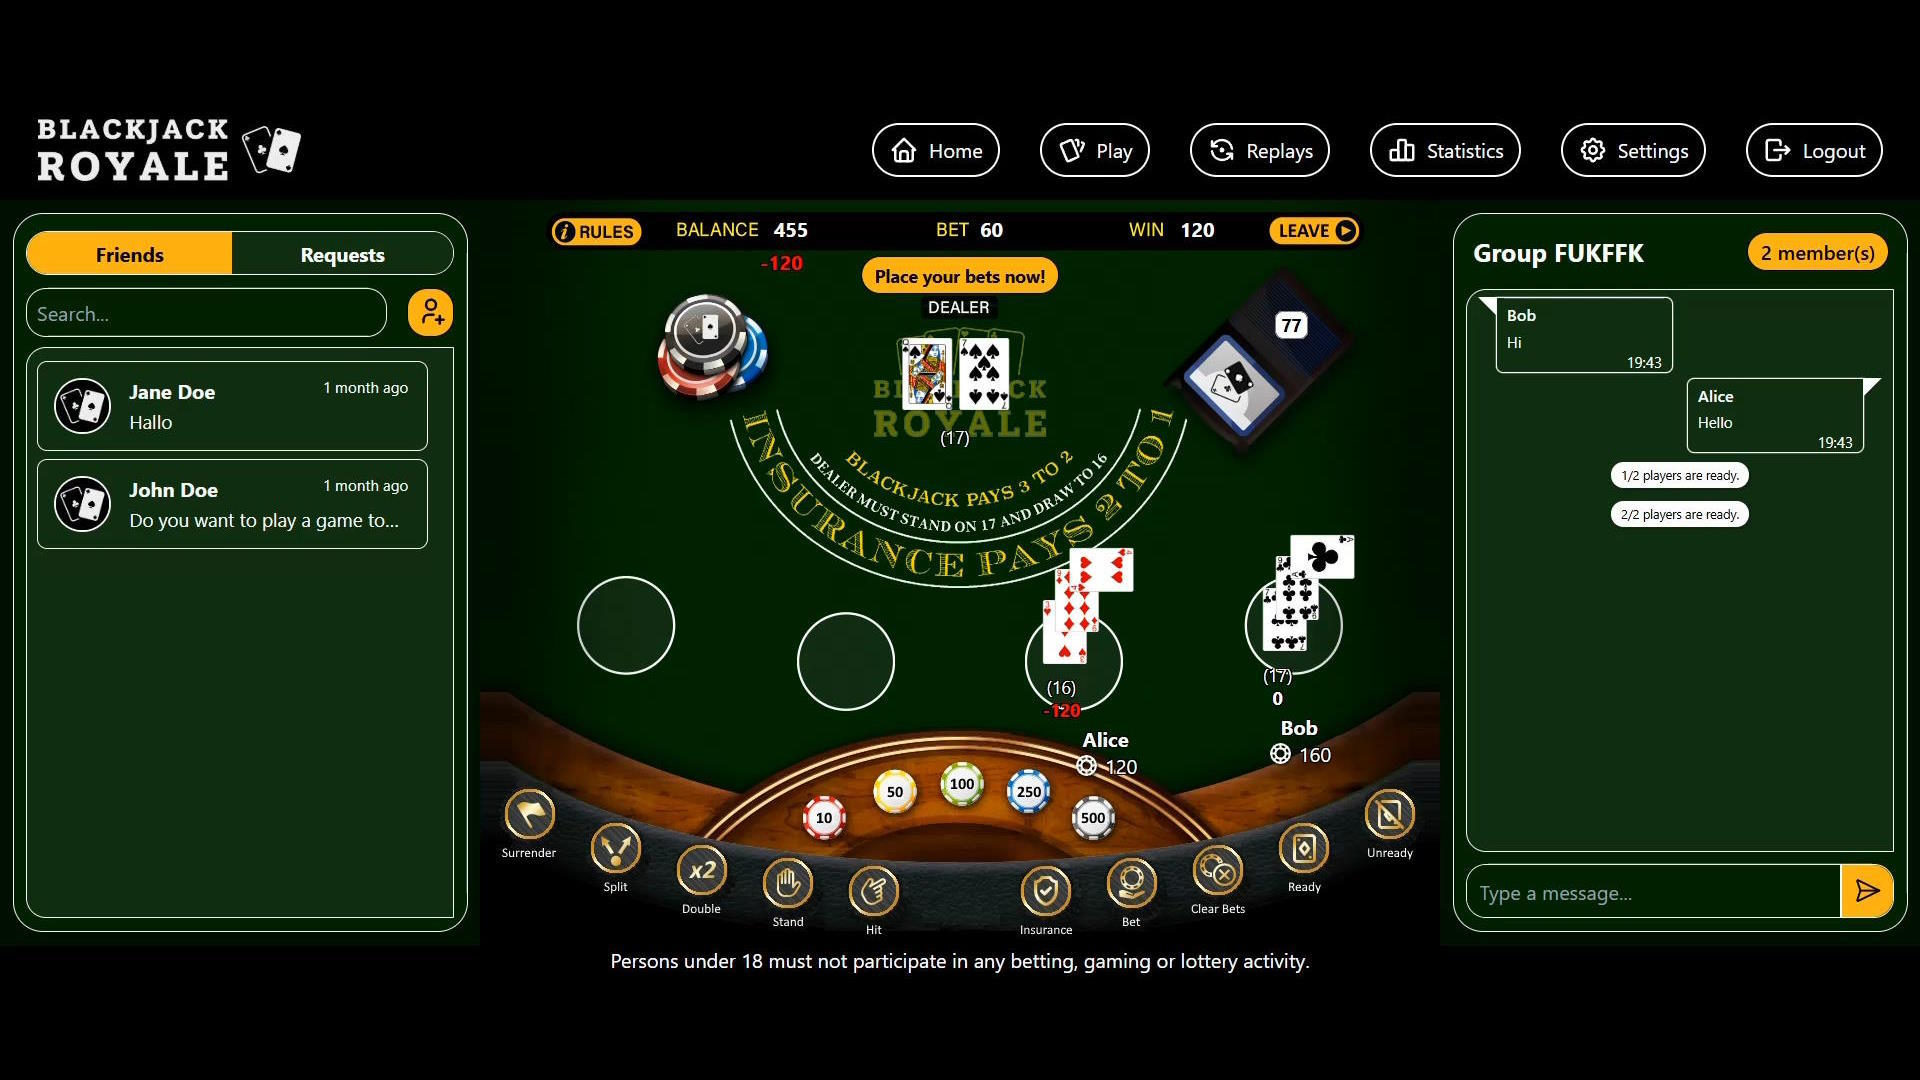 BLACKJACK
ROYALE
Home
Play
Replays
Statistics
Settings
Logout
Friends
Requests
Search...
Jane Doe
1 month ago
Hallo
John Doe
1 month ago
Do you want to play a game to...
RULES
BALANCE 455
-120
BET 60
WIN 120
LEAVE
Place your bets now!
DEALER
77
ROYALE
(17)
BLACKJACK PAYS 3 TO 2
DEALER MUST STAND ON 17 AND DRAW TO 16
INSURANCE PAYS 2 TO 1
(16)
-120
Alice
120
(17)
0
Bob
160
10
50
100
250
500
Surrender
Split
x2
Double
Stand
Hit
Insurance
Bet
Clear Bets
Ready
Unready
Group FUKFFK
2 member(s)
Bob
Hi
19:43
Alice
Hello
19:43
1/2 players are ready.
2/2 players are ready.
Type a message...
Persons under 18 must not participate in any betting, gaming or lottery activity.